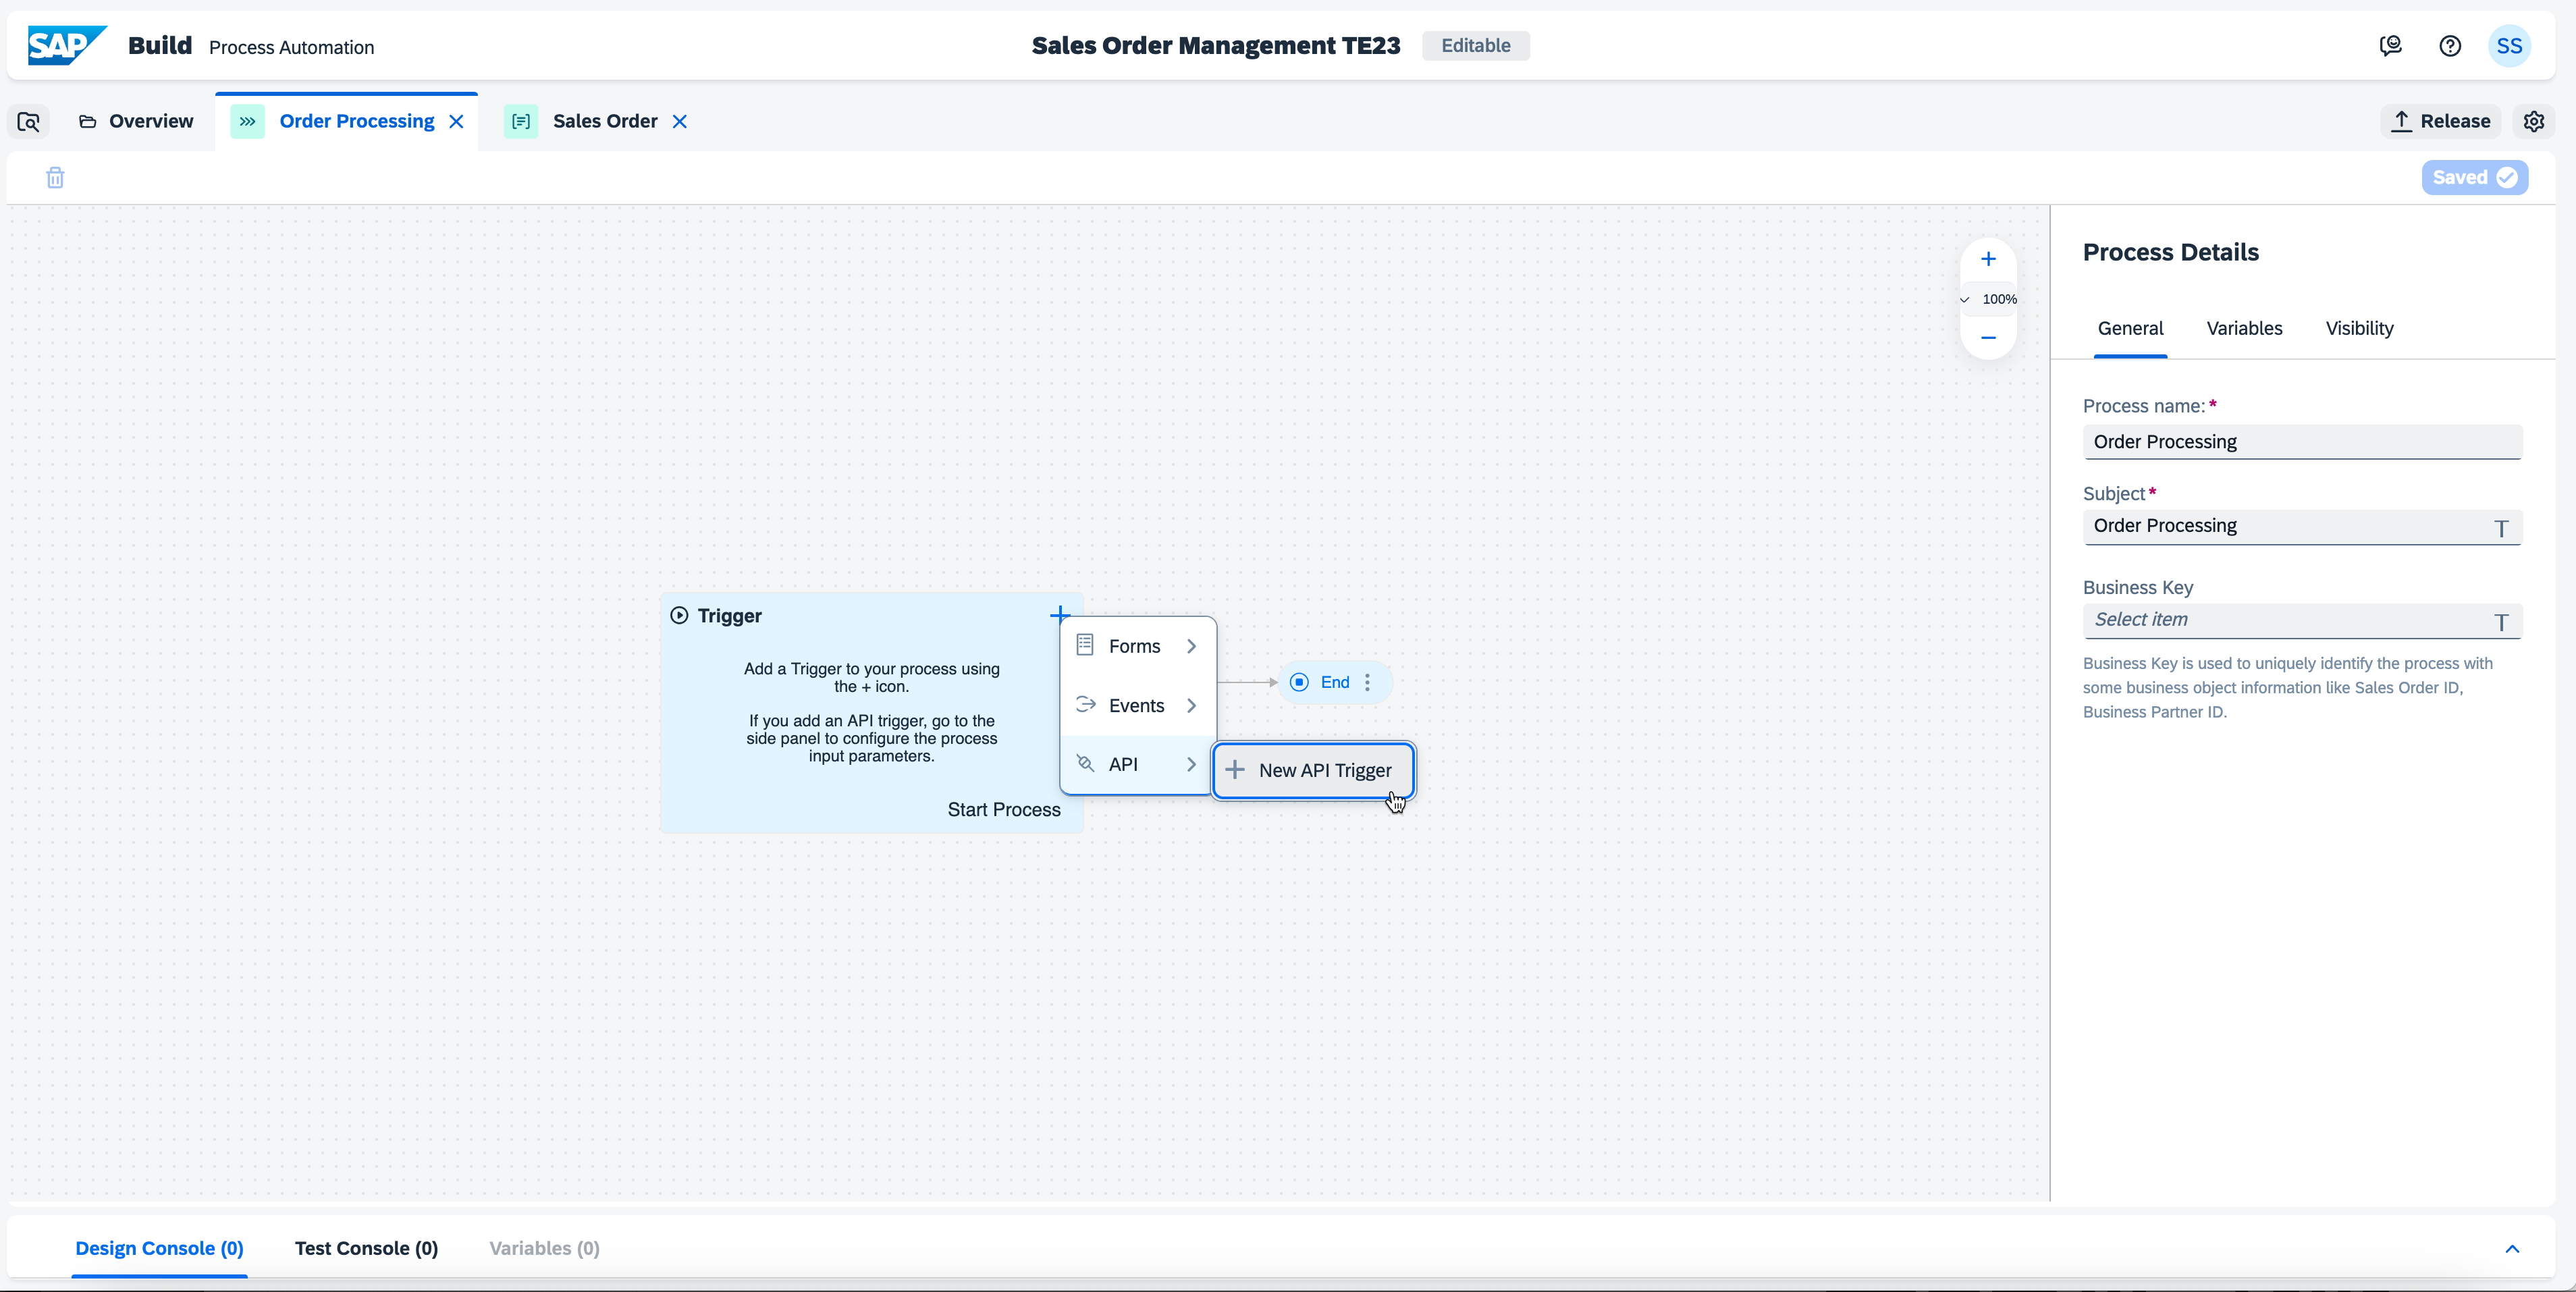 SAP Build Process Automation
Sales Order Management TE23 Editable
SS
Overview
Order Processing
Sales Order
Release
Saved
100%
Trigger
Add a Trigger to your process using
the + icon.
If you add an API trigger, go to the
side panel to configure the process
input parameters.
Start Process
Forms
Events
API
New API Trigger
End
Process Details
General Variables Visibility
Process name:*
Order Processing
Subject*
Order Processing
Business Key
Select item
Business Key is used to uniquely identify the process with
some business object information like Sales Order ID,
Business Partner ID.
Design Console (0) Test Console (0) Variables (0)